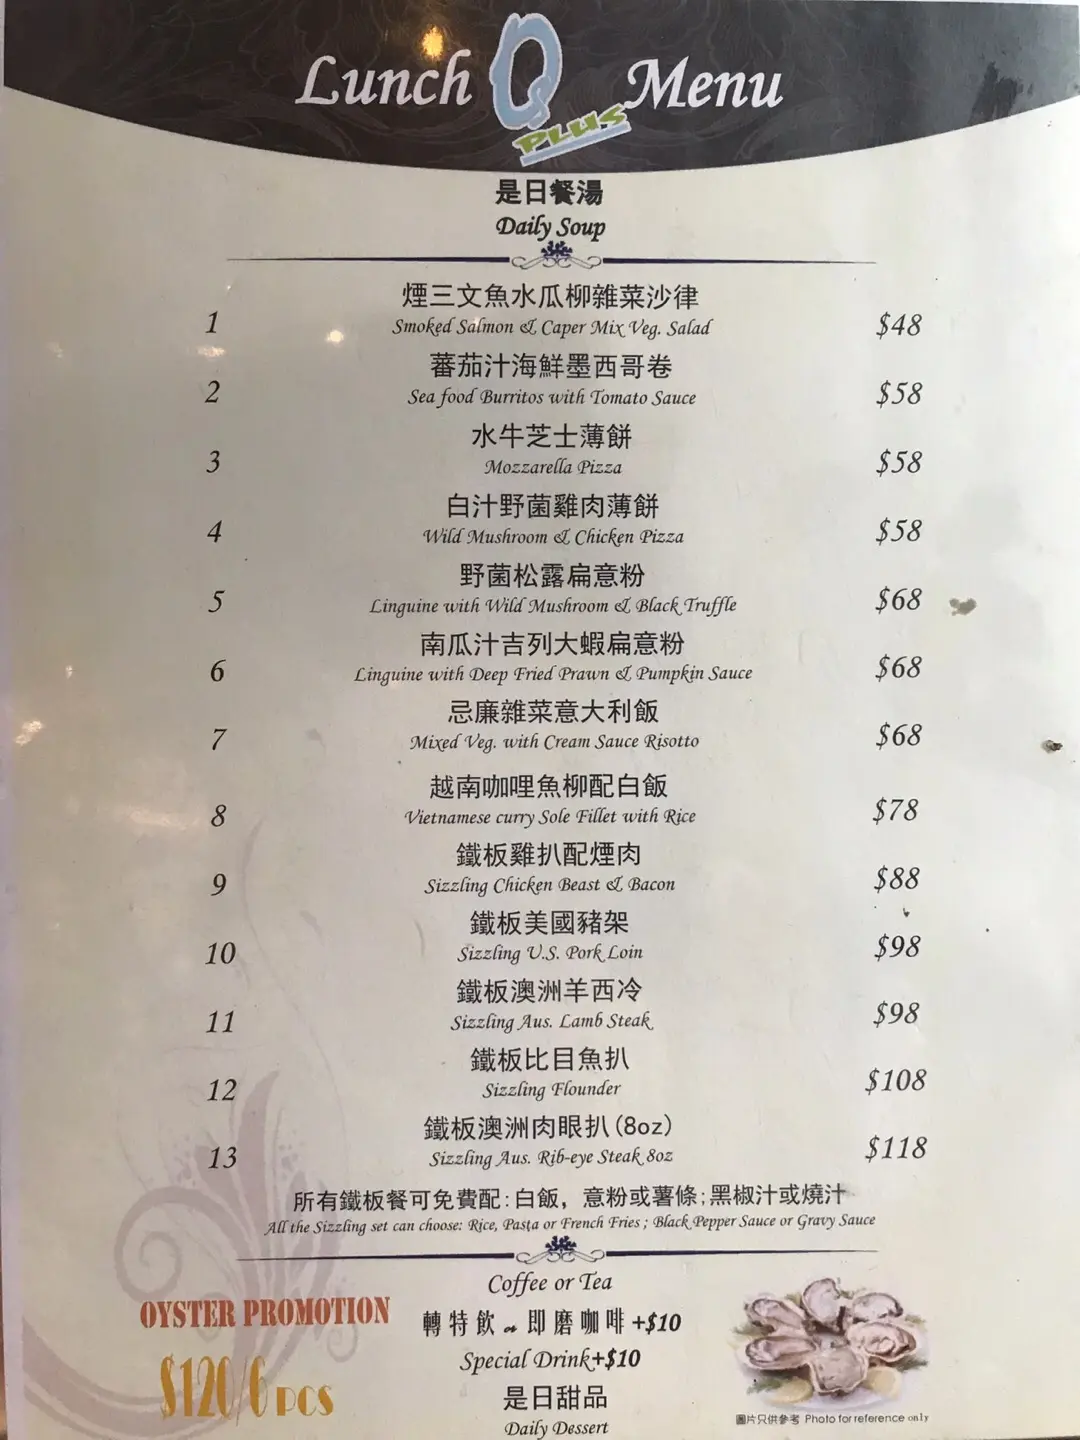 Lunch Q PLUS Menu
是日餐湯
Daily Soup
煙三文魚水瓜柳雜菜沙律
1 Smoked Salmon & Caper Mix Veg. Salad $48
蕃茄汁海鮮墨西哥卷
2 Sea food Burritos with Tomato Sauce $58
水牛芝士薄餅
3 Mozzarella Pizza $58
白汁野菌雞肉薄餅
4 Wild Mushroom & Chicken Pizza $58
野菌松露扁意粉
5 Linguine with Wild Mushroom & Black Truffle $68
南瓜汁吉列大蝦扁意粉
6 Linguine with Deep Fried Prawn & Pumpkin Sauce $68
忌廉雜菜意大利飯
7 Mixed Veg. with Cream Sauce Risotto $68
越南咖哩魚柳配白飯
8 Vietnamese curry Sole Fillet with Rice $78
鐵板雞扒配煙肉
9 Sizzling Chicken Beast & Bacon $88
鐵板美國豬架
10 Sizzling U.S. Pork Loin $98
鐵板澳洲羊西冷
11 Sizzling Aus. Lamb Steak $98
鐵板比目魚扒
12 Sizzling Flounder $108
鐵板澳洲肉眼扒(8oz)
13 Sizzling Aus. Rib-eye Steak 8oz $118
所有鐵板餐可免費配:白飯，意粉或薯條;黑椒汁或燒汁
All the Sizzling set can choose: Rice, Pasta or French Fries ; Black Pepper Sauce or Gravy Sauce
Coffee or Tea
轉特飲 or 即磨咖啡 +$10
Special Drink+$10
是日甜品
Daily Dessert
OYSTER PROMOTION
$120/6 PCS
圖片只供參考 Photo for reference only